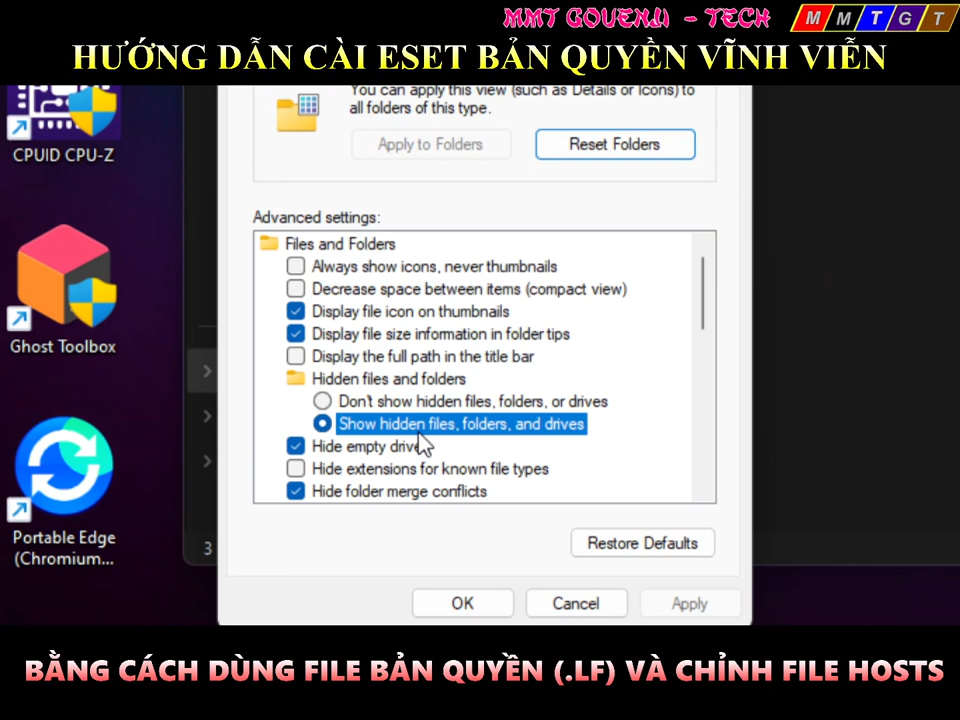 MMT GOUENJI - TECH
M M T G T
HƯỚNG DẪN CÀI ESET BẢN QUYỀN VĨNH VIỄN
You can apply this view (such as Details or Icons) to
all folders of this type.
Apply to Folders
Reset Folders
CPUID CPU-Z
Advanced settings:
Files and Folders
Always show icons, never thumbnails
Decrease space between items (compact view)
Display file icon on thumbnails
Display file size information in folder tips
Display the full path in the title bar
Hidden files and folders
Don't show hidden files, folders, or drives
Show hidden files, folders, and drives
Hide empty drive
Hide extensions for known file types
Hide folder merge conflicts
Ghost Toolbox
Portable Edge
(Chromium...
3
Restore Defaults
OK
Cancel
Apply
BẰNG CÁCH DÙNG FILE BẢN QUYỀN (.LF) VÀ CHỈNH FILE HOSTS